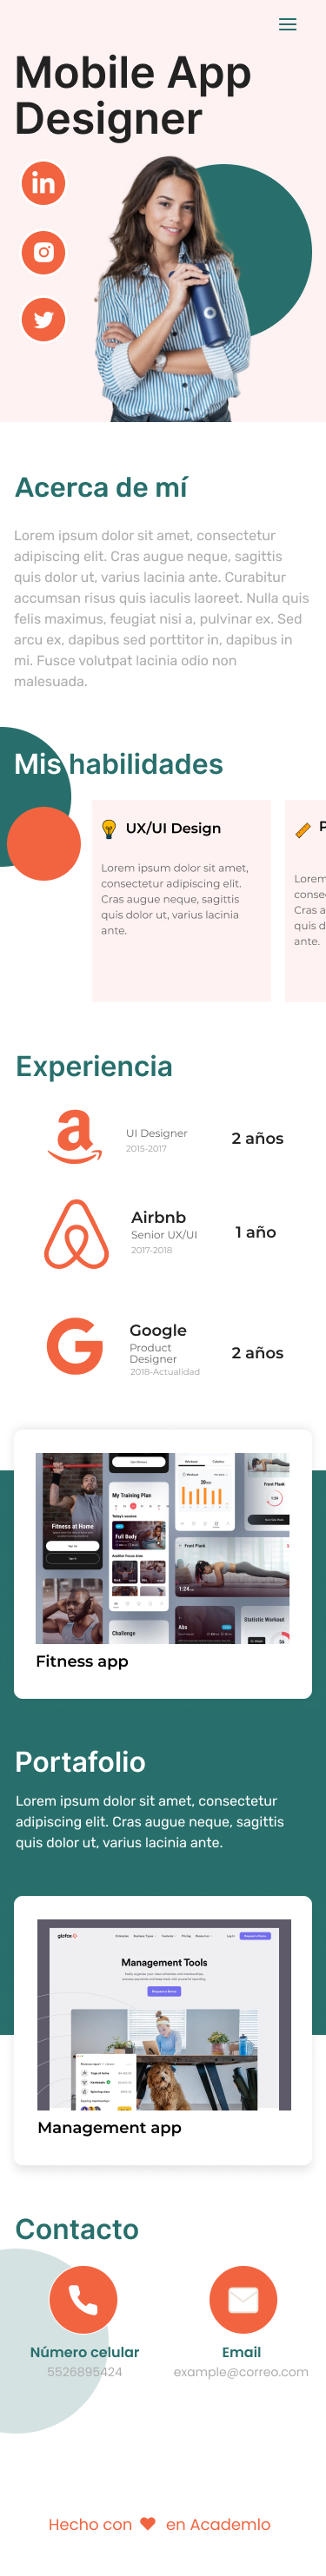 Mobile App
Designer
Acerca de mí
Lorem ipsum dolor sit amet, consectetur
adipiscing elit. Cras augue neque, sagittis
quis dolor ut, varius lacinia ante. Curabitur
accumsan risus quis iaculis laoreet. Nulla quis
felis maximus, feugiat nisi a, pulvinar ex. Sed
arcu ex, dapibus sed porttitor in, dapibus in
mi. Fusce volutpat lacinia odio non
malesuada.
Mis habilidades
UX/UI Design
Lorem ipsum dolor sit amet,
consectetur adipiscing elit.
Cras augue neque, sagittis
quis dolor ut, varius lacinia
ante.
P
Lorem
conse
Cras a
quis d
ante.
Experiencia
UI Designer
2015-2017
2 años
Airbnb
Senior UX/UI
2017-2018
1 año
Google
Product
Designer
2018-Actualidad
2 años
Fitness at Home
My Training Plan
Full Body
Challenge
Front Plank
1:24
Abs
Front Plank
Statistic Workout
Fitness app
Portafolio
Lorem ipsum dolor sit amet, consectetur
adipiscing elit. Cras augue neque, sagittis
quis dolor ut, varius lacinia ante.
glofox
Management Tools
Management app
Contacto
Número celular
5526895424
Email
example@correo.com
Hecho con en Academlo